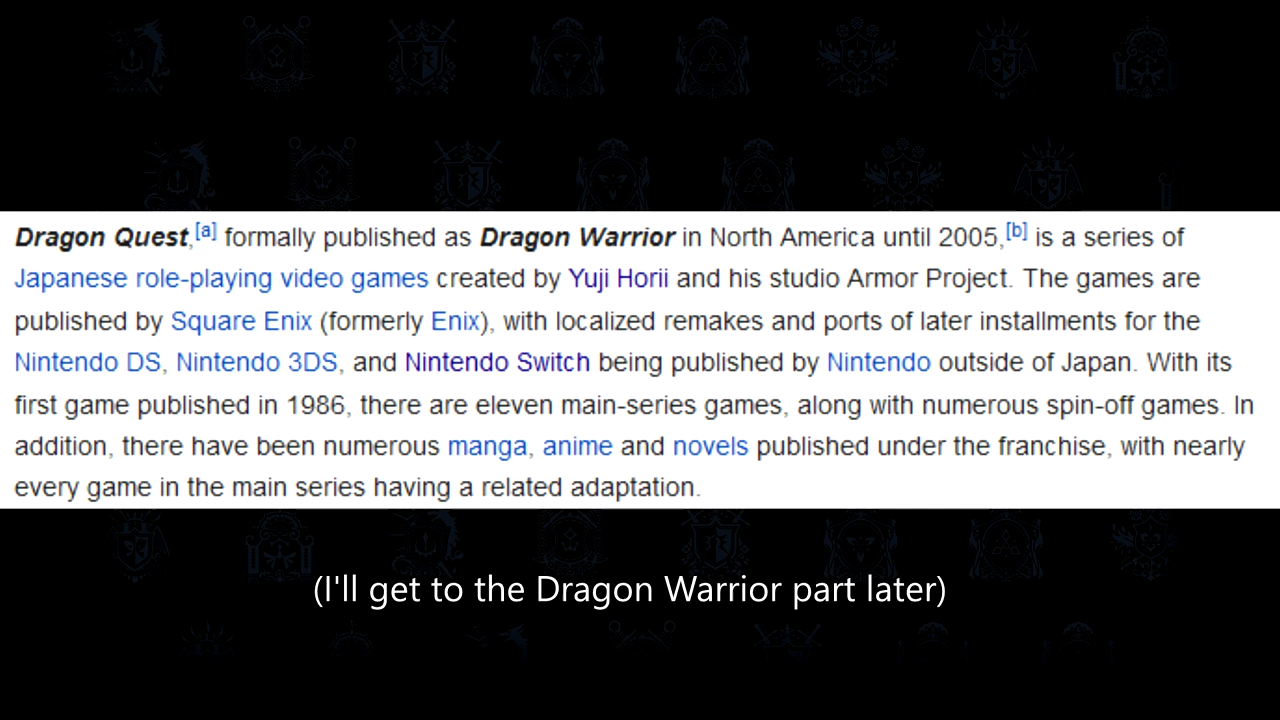 Dragon Quest,[a] formally published as Dragon Warrior in North America until 2005,[b] is a series of
Japanese role-playing video games created by Yuji Horii and his studio Armor Project. The games are
published by Square Enix (formerly Enix), with localized remakes and ports of later installments for the
Nintendo DS, Nintendo 3DS, and Nintendo Switch being published by Nintendo outside of Japan. With its
first game published in 1986, there are eleven main-series games, along with numerous spin-off games. In
addition, there have been numerous manga, anime and novels published under the franchise, with nearly
every game in the main series having a related adaptation.
(I'll get to the Dragon Warrior part later)